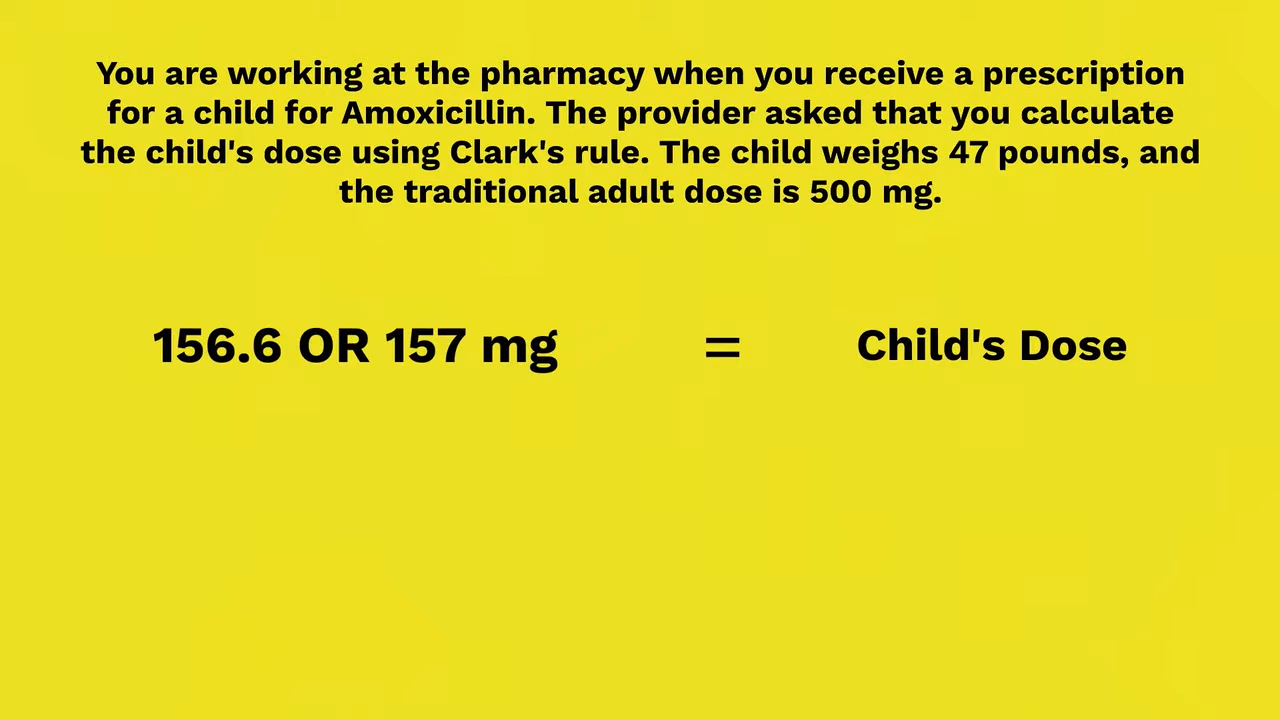 You are working at the pharmacy when you receive a prescription
for a child for Amoxicillin. The provider asked that you calculate
the child's dose using Clark's rule. The child weighs 47 pounds, and
the traditional adult dose is 500 mg.
156.6 OR 157 mg = Child's Dose